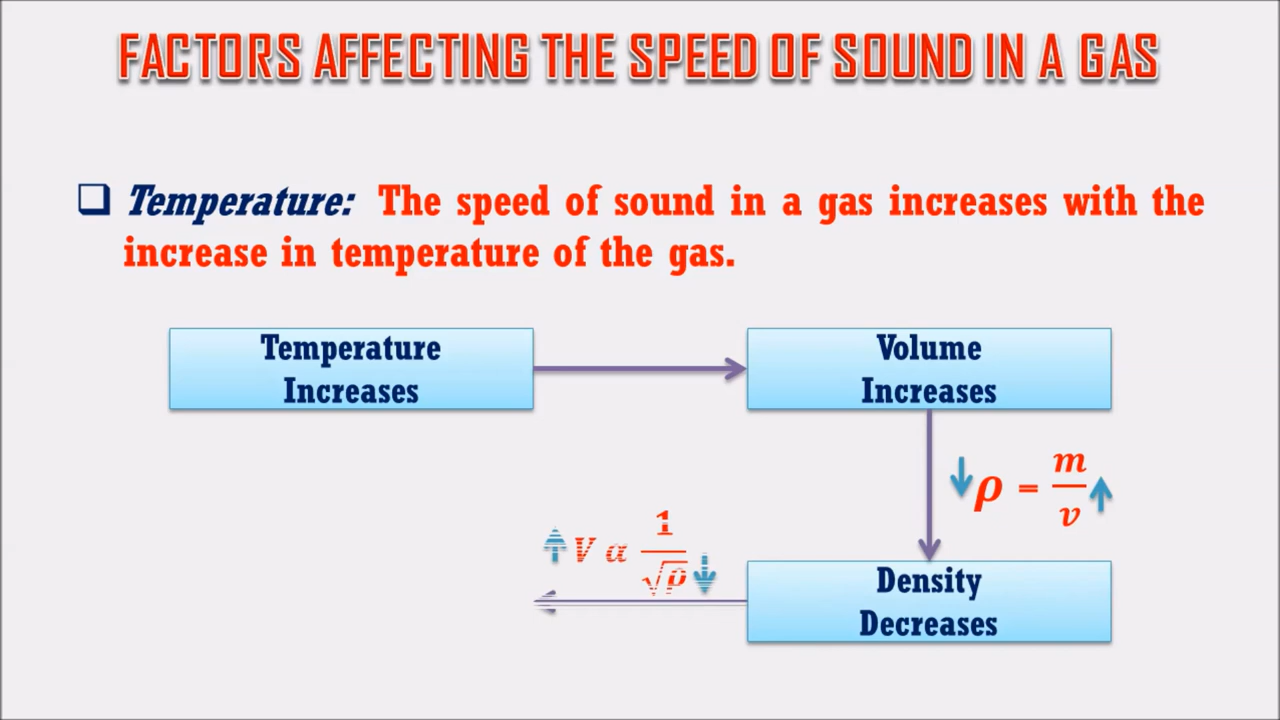 FACTORS AFFECTING THE SPEED OF SOUND IN A GAS
Temperature: The speed of sound in a gas increases with the
increase in temperature of the gas.
Temperature
Increases
Volume
Increases
↓ρ = m/v↑
↑V α 1/√ρ↓
Density
Decreases